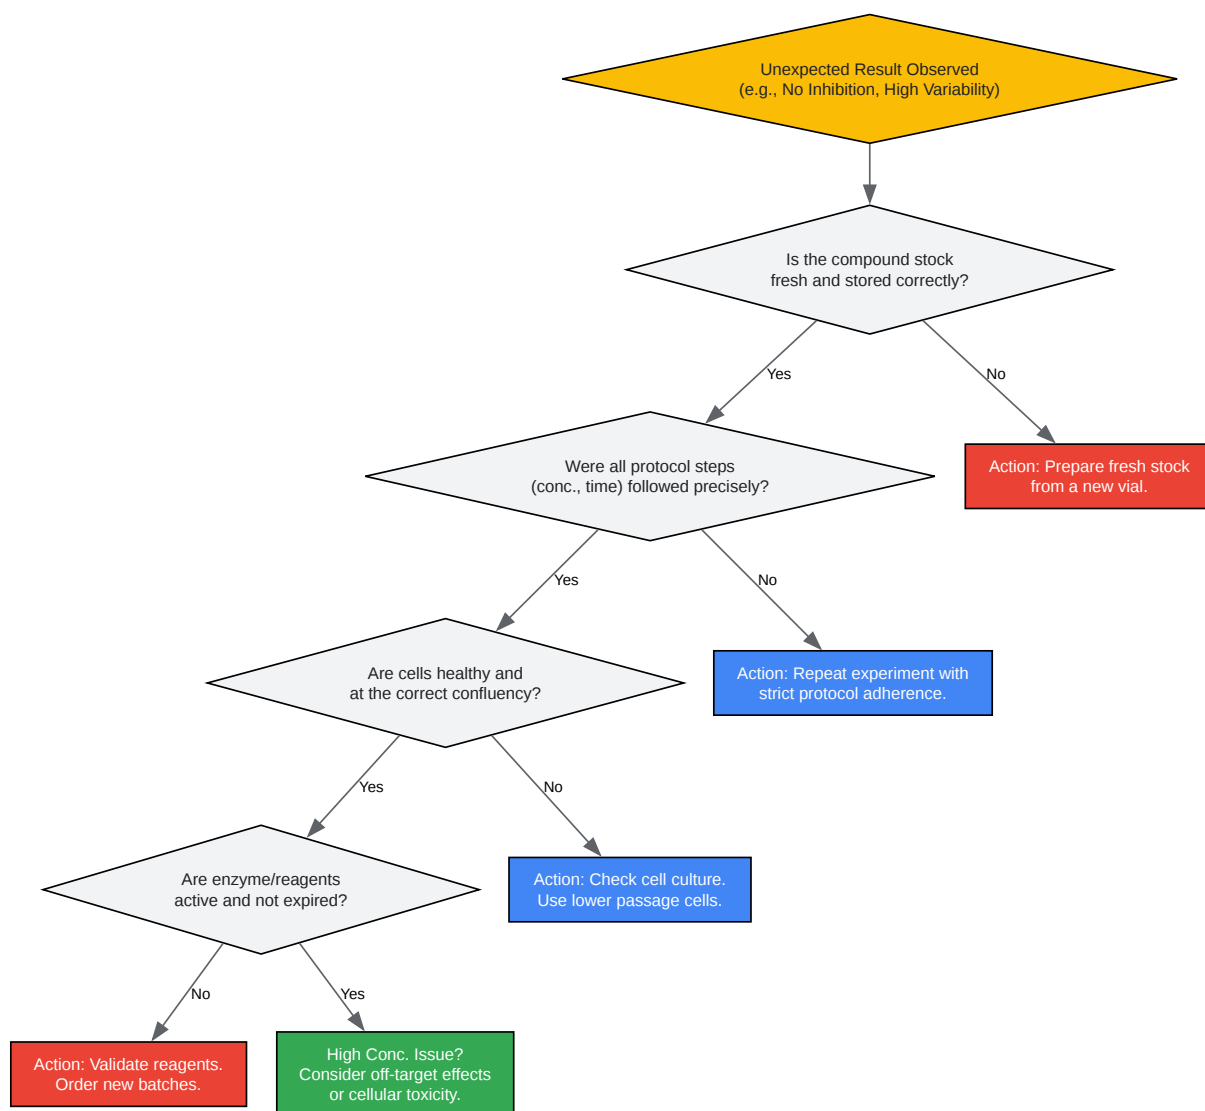 Unexpected Result Observed
(e.g., No Inhibition, High Variability)
Is the compound stock
fresh and stored correctly?
Yes
No
Were all protocol steps
(conc., time) followed precisely?
Action: Prepare fresh stock
from a new vial.
Yes
No
Are cells healthy and
at the correct confluency?
Action: Repeat experiment with
strict protocol adherence.
Yes
No
Are enzyme/reagents
active and not expired?
Action: Check cell culture.
Use lower passage cells.
No
Yes
Action: Validate reagents.
Order new batches.
High Conc. Issue?
Consider off-target effects
or cellular toxicity.